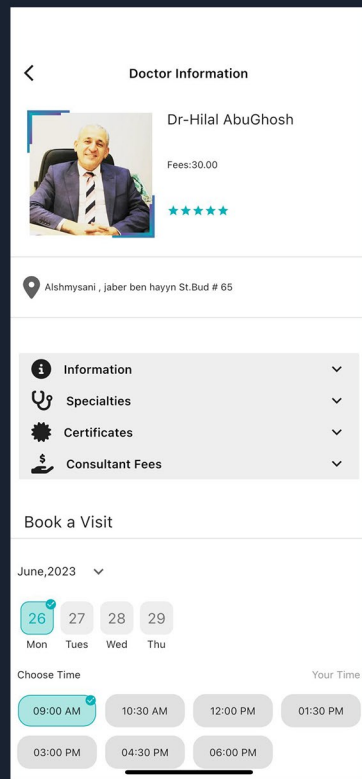 Doctor Information
Dr-Hilal AbuGhosh
Fees:30.00
Alshmysani , jaber ben hayyn St.Bud # 65
Information
Specialties
Certificates
Consultant Fees
Book a Visit
June,2023
26 27 28 29
Mon Tues Wed Thu
Choose Time Your Time
09:00 AM 10:30 AM 12:00 PM 01:30 PM
03:00 PM 04:30 PM 06:00 PM